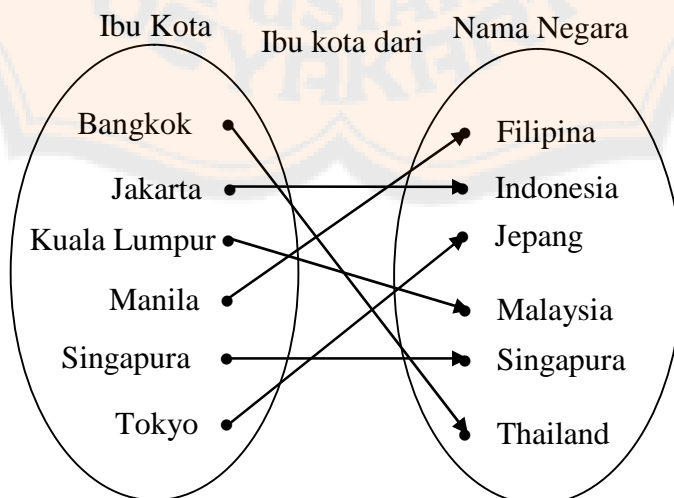 Ibu Kota
Ibu kota dari
Nama Negara
Bangkok
Jakarta
Kuala Lumpur
Manila
Singapura
Tokyo
Filipina
Indonesia
Jepang
Malaysia
Singapura
Thailand